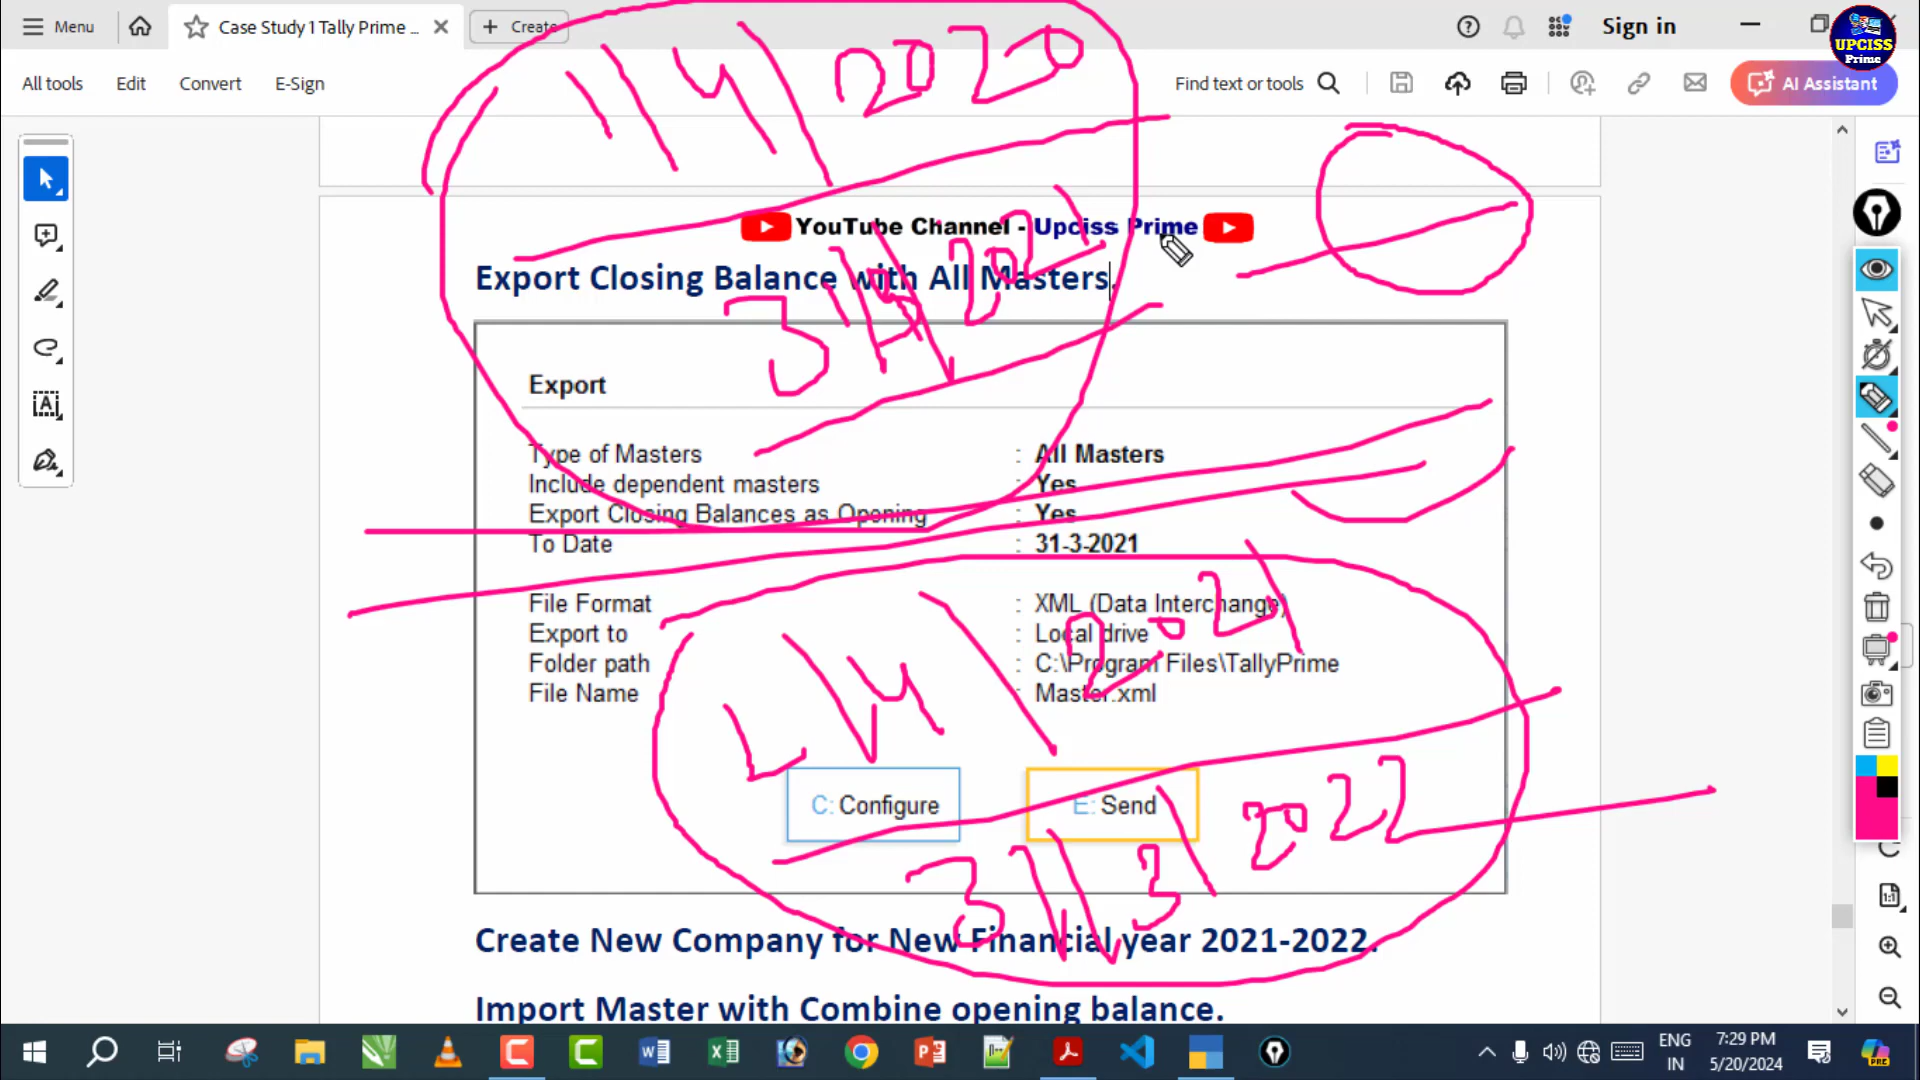 Menu
Case Study 1 Tally Prime ...
Create
Sign in
UPCISS
Prime
All tools
Edit
Convert
E-Sign
Find text or tools
AI Assistant
1/4/2020
YouTube Channel - Upciss Prime
Export Closing Balance with All Masters.
2021
Export
Type of Masters : All Masters
Include dependent masters : Yes
Export Closing Balances as Opening : Yes
To Date : 31-3-2021
File Format : XML (Data Interchange)
Export to : Local drive
Folder path : C:\Program Files\TallyPrime
File Name : Master.xml
1/4/2021
C: Configure
E: Send
31/3/2022
Create New Company for New Financial year 2021-2022.
Import Master with Combine opening balance.
1:1
ENG
IN
7:29 PM
5/20/2024
PRE